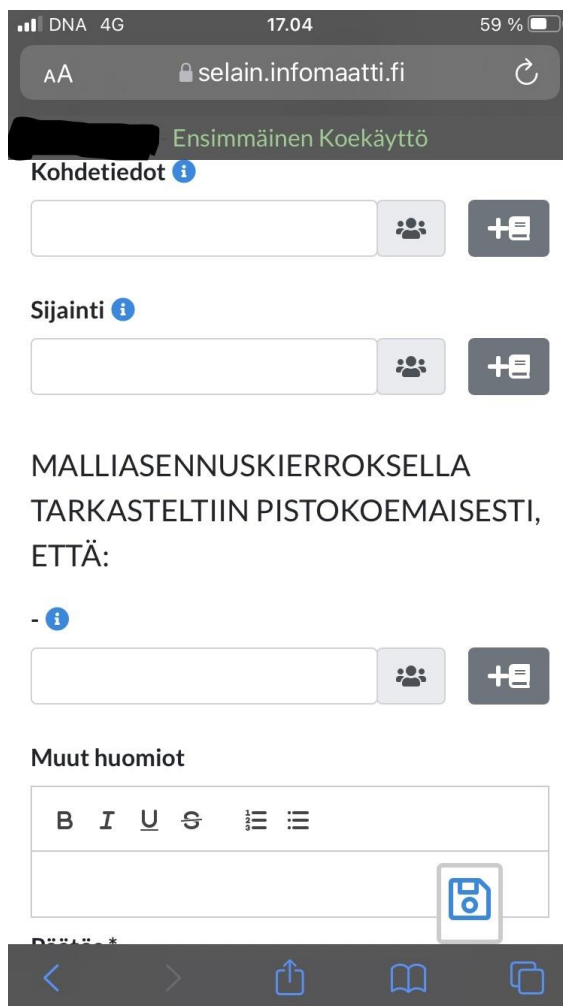 DNA 4G 17.04 59 %
AA selain.infomaatti.fi
Ensimmäinen Koekäyttö
Kohdetiedot
Sijainti
MALLIASENNUSKIERROKSELLA
TARKASTELTIIN PISTOKOEMAISESTI,
ETTÄ:
-
Muut huomiot
B I U S